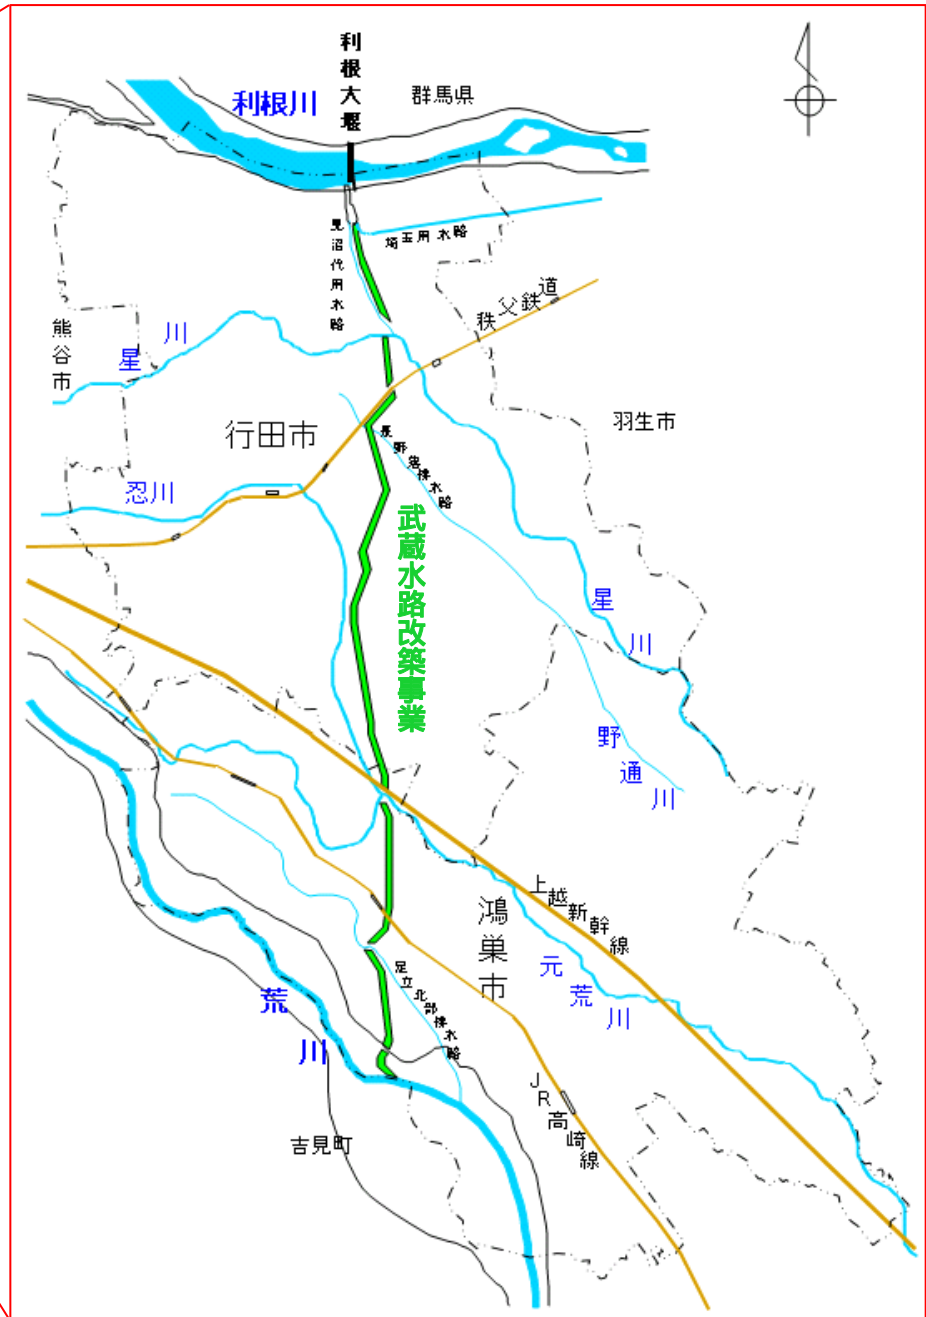 利根大堰
利根川
群馬県
見沼代用水路
埼玉用水路
秩父鉄道
熊谷市
星川
行田市
羽生市
忍川
長野落排水路
武蔵水路改築事業
星川
野通川
上越新幹線
鴻巣市
元荒川
足立北部排水路
荒川
JR高崎線
吉見町